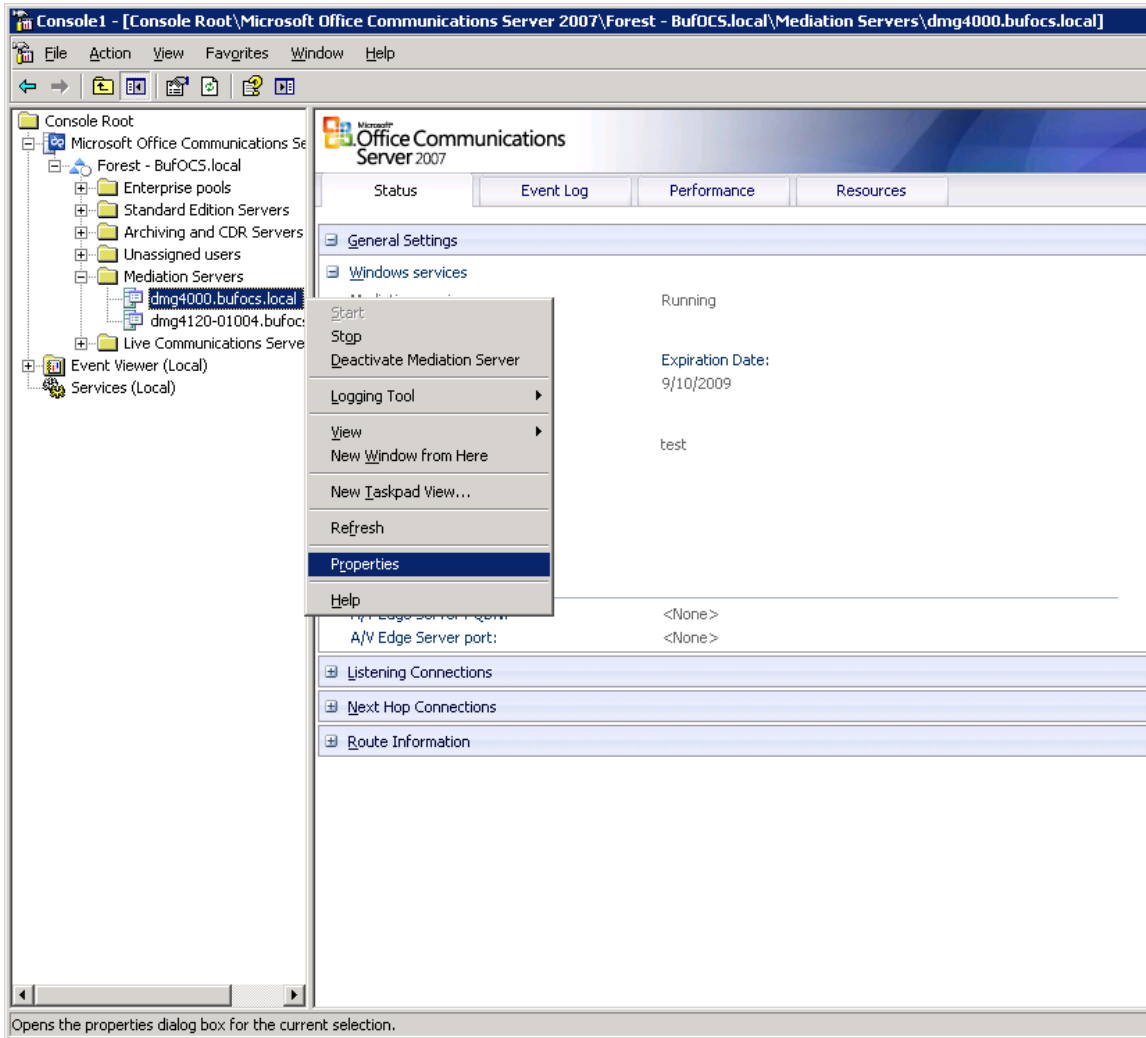 Console1 - [Console Root\Microsoft Office Communications Server 2007\Forest - BufOCS.local\Mediation Servers\dmg4000.bufocs.local]
File Action View Favorites Window Help
Console Root
Microsoft Office Communications Se
Forest - BufOCS.local
Enterprise pools
Standard Edition Servers
Archiving and CDR Servers
Unassigned users
Mediation Servers
dmg4000.bufocs.local
dmg4120-01004.bufoc
Live Communications Serve
Event Viewer (Local)
Services (Local)
Start
Stop
Deactivate Mediation Server
Logging Tool
View
New Window from Here
New Taskpad View...
Refresh
Properties
Help
Microsoft
Office Communications
Server 2007
Status Event Log Performance Resources
General Settings
Windows services
Running
Expiration Date:
9/10/2009
test
<None>
A/V Edge Server port: <None>
Listening Connections
Next Hop Connections
Route Information
Opens the properties dialog box for the current selection.